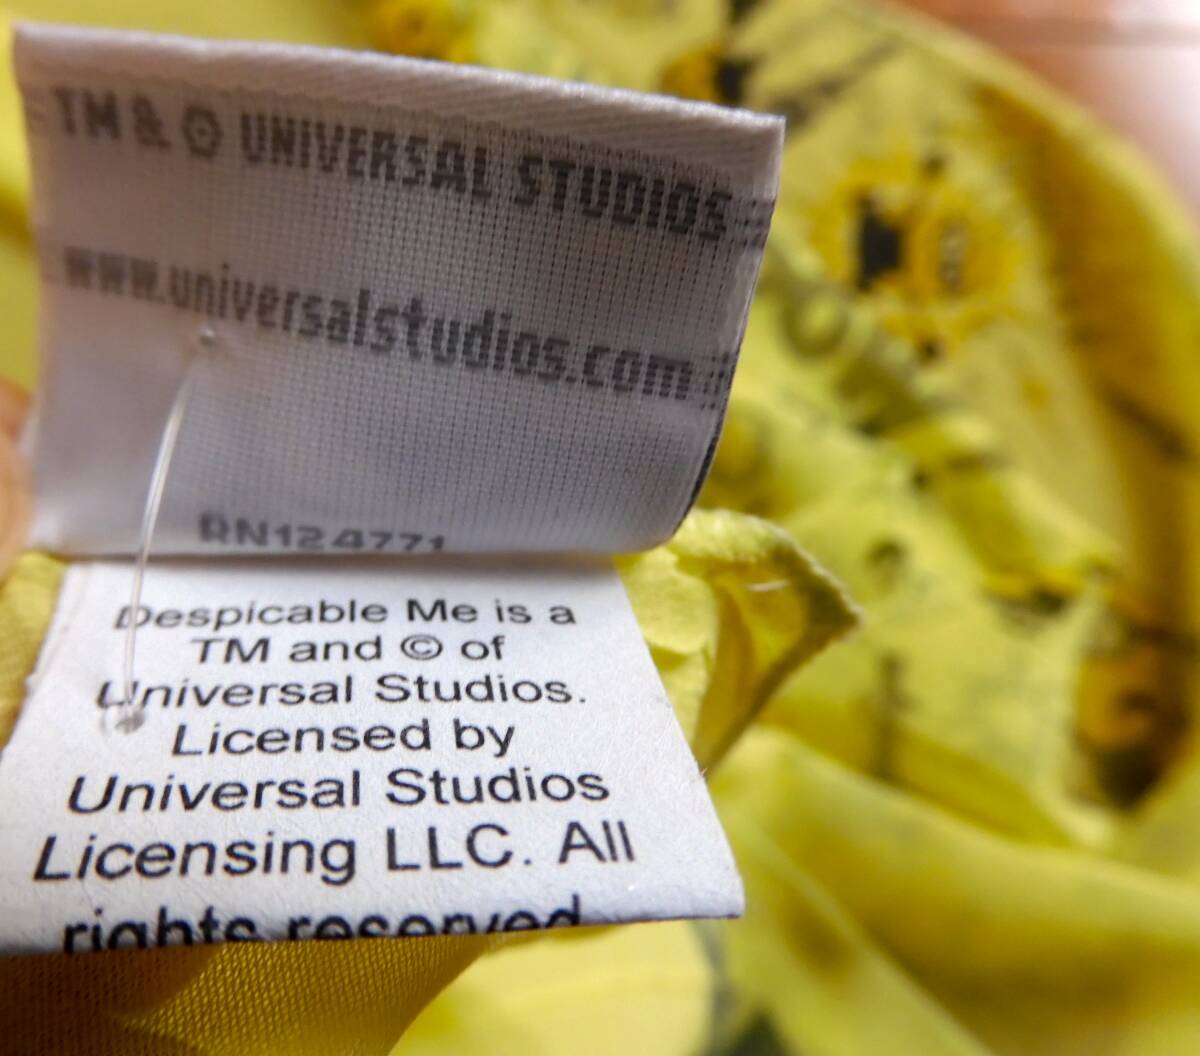 TM & © UNIVERSAL STUDIOS
www.universalstudios.com
RN124771
Despicable Me is a
TM and © of
Universal Studios.
Licensed by
Universal Studios
Licensing LLC. All
rights reserved